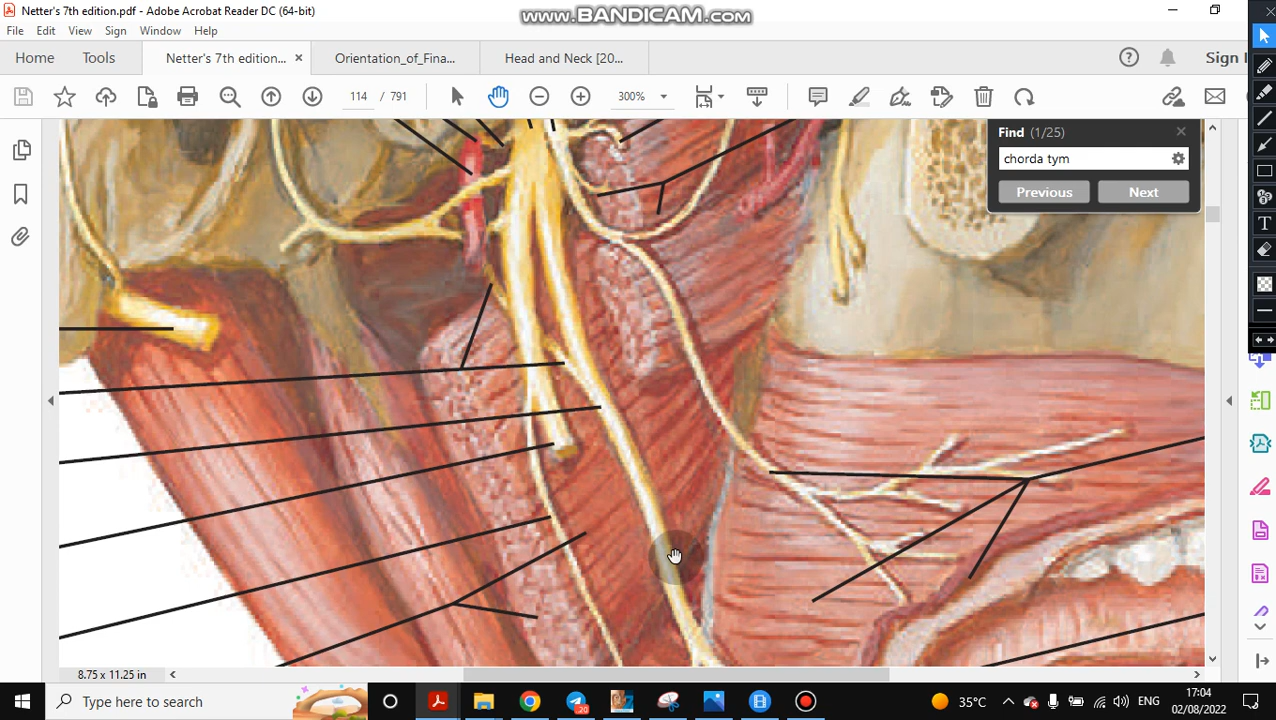 Netter's 7th edition.pdf - Adobe Acrobat Reader DC (64-bit)
www.BANDICAM.com
File Edit View Sign Window Help
Home Tools Netter's 7th edition... × Orientation_of_Fina... Head and Neck [20... Sign
114 / 791 300%
Find (1/25)
chorda tym
Previous Next
8.75 x 11.25 in
Type here to search 20 35°C ENG 17:04
02/08/2022